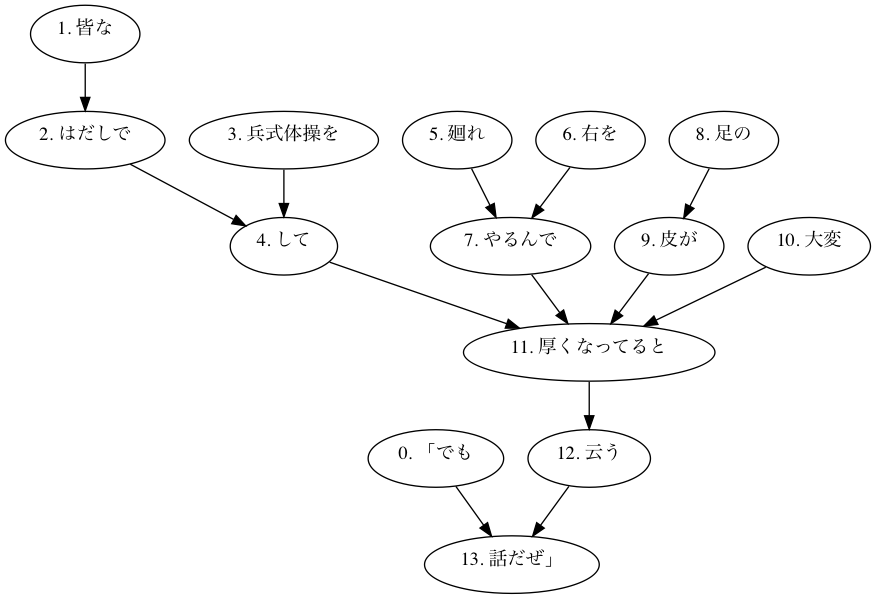 1. 皆な
2. はだしで
3. 兵式体操を
5. 廻れ
6. 右を
8. 足の
4. して
7. やるんで
9. 皮が
10. 大変
11. 厚くなってると
0. 「でも
12. 云う
13. 話だぜ」